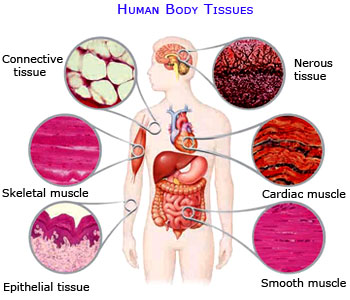 Human Body Tissues
Connective
tissue
Nerous
tissue
Skeletal muscle
Cardiac muscle
Epithelial tissue
Smooth muscle